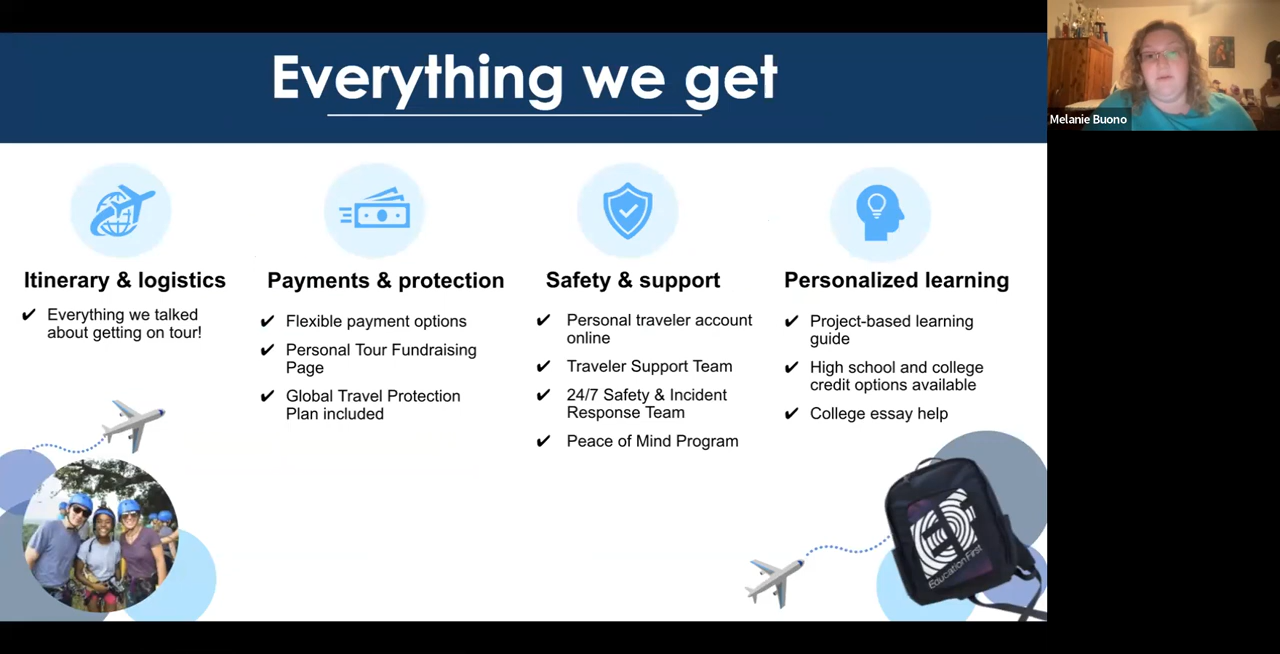 Everything we get
Melanie Buono
Itinerary & logistics
✔ Everything we talked
about getting on tour!
Payments & protection
✔ Flexible payment options
✔ Personal Tour Fundraising
Page
✔ Global Travel Protection
Plan included
Safety & support
✔ Personal traveler account
online
✔ Traveler Support Team
✔ 24/7 Safety & Incident
Response Team
✔ Peace of Mind Program
Personalized learning
✔ Project-based learning
guide
✔ High school and college
credit options available
✔ College essay help
EF
Education First